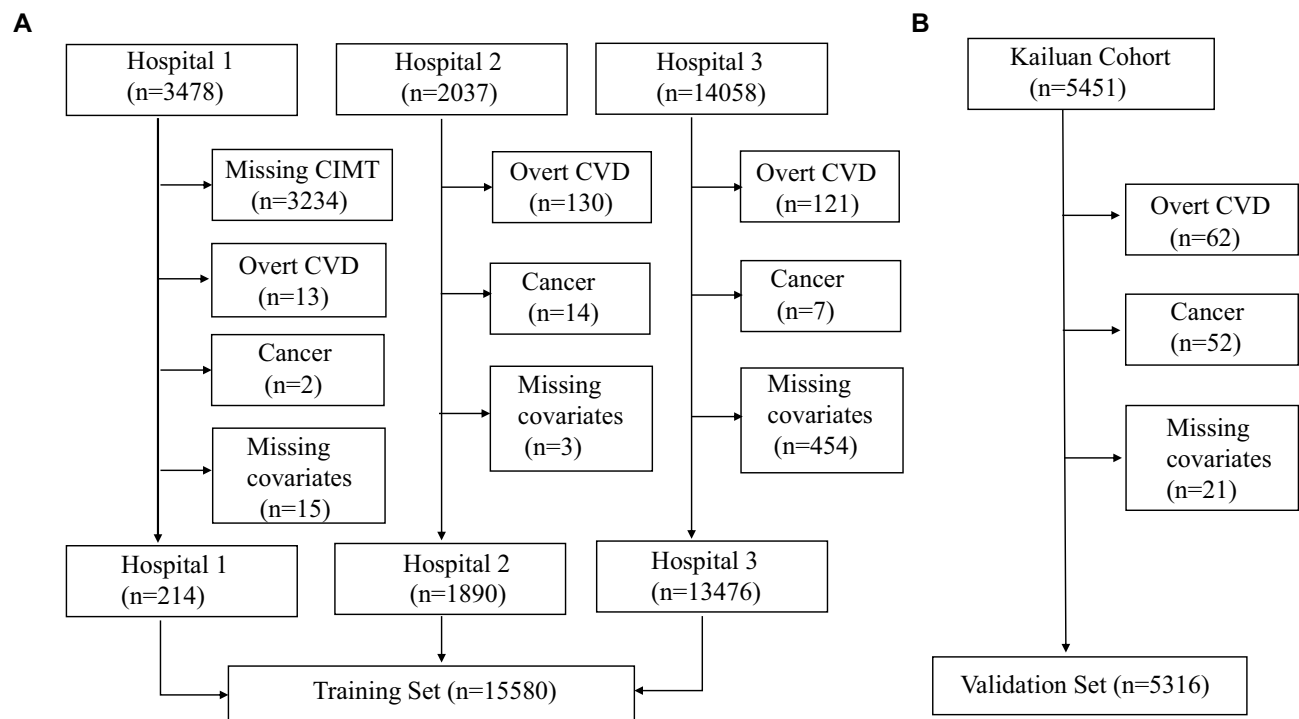 A
Hospital 1
(n=3478)
Hospital 2
(n=2037)
Hospital 3
(n=14058)
Missing CIMT
(n=3234)
Overt CVD
(n=13)
Cancer
(n=2)
Missing
covariates
(n=15)
Overt CVD
(n=130)
Cancer
(n=14)
Missing
covariates
(n=3)
Overt CVD
(n=121)
Cancer
(n=7)
Missing
covariates
(n=454)
Hospital 1
(n=214)
Hospital 2
(n=1890)
Hospital 3
(n=13476)
Training Set (n=15580)
B
Kailuan Cohort
(n=5451)
Overt CVD
(n=62)
Cancer
(n=52)
Missing
covariates
(n=21)
Validation Set (n=5316)